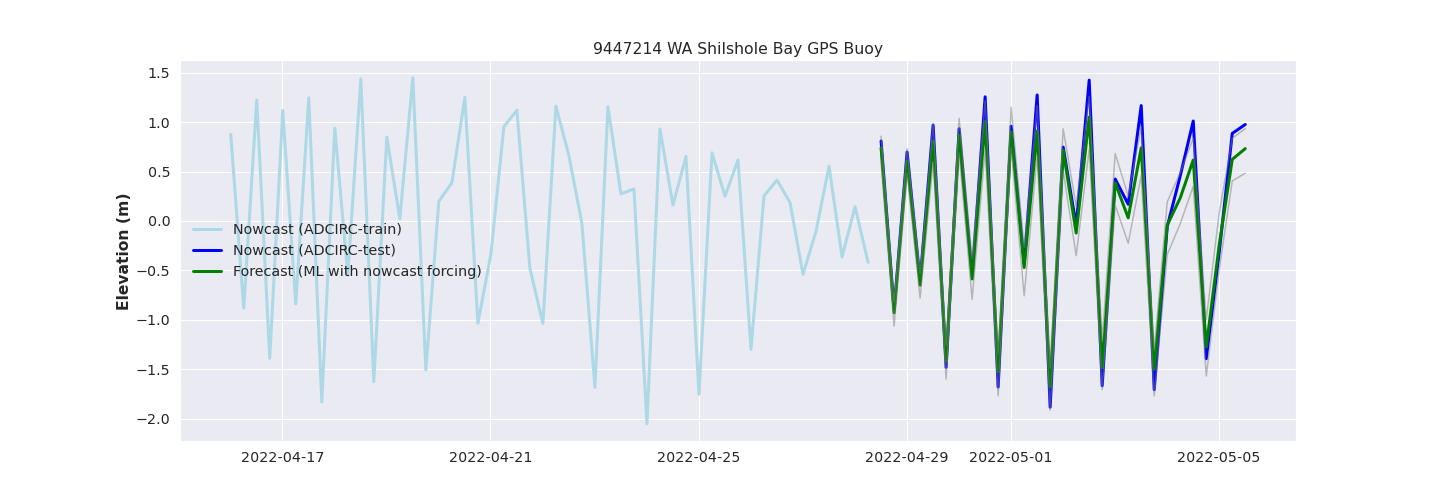 9447214 WA Shilshole Bay GPS Buoy
Elevation (m)
1.5
1.0
0.5
0.0
−0.5
−1.0
−1.5
−2.0
Nowcast (ADCIRC-train)
Nowcast (ADCIRC-test)
Forecast (ML with nowcast forcing)
2022-04-17 2022-04-21 2022-04-25 2022-04-29 2022-05-01 2022-05-05